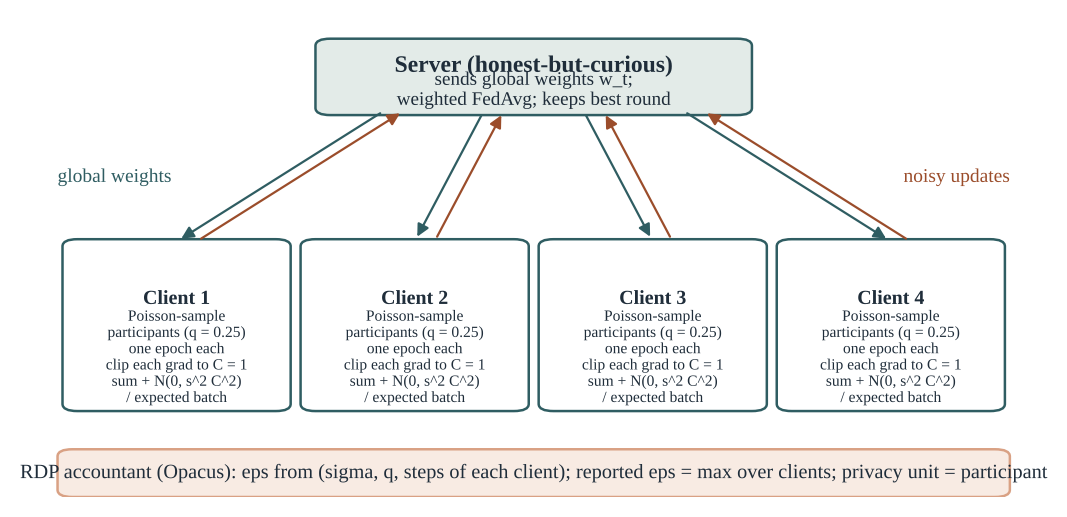 Server (honest-but-curious)
sends global weights w_t;
weighted FedAvg; keeps best round
global weights
noisy updates
Client 1
Poisson-sample
participants (q = 0.25)
one epoch each
clip each grad to C = 1
sum + N(0, s^2 C^2)
/ expected batch
Client 2
Poisson-sample
participants (q = 0.25)
one epoch each
clip each grad to C = 1
sum + N(0, s^2 C^2)
/ expected batch
Client 3
Poisson-sample
participants (q = 0.25)
one epoch each
clip each grad to C = 1
sum + N(0, s^2 C^2)
/ expected batch
Client 4
Poisson-sample
participants (q = 0.25)
one epoch each
clip each grad to C = 1
sum + N(0, s^2 C^2)
/ expected batch
RDP accountant (Opacus): eps from (sigma, q, steps of each client); reported eps = max over clients; privacy unit = participant